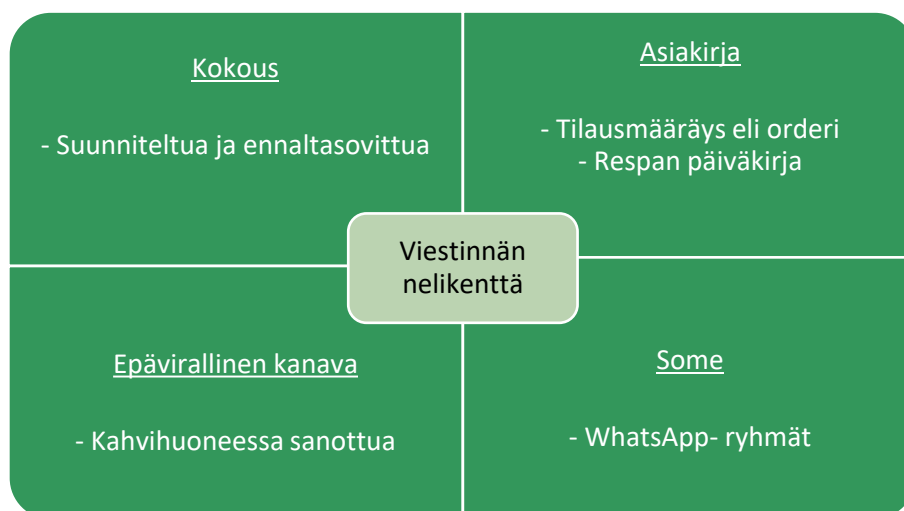 Kokous
- Suunniteltua ja ennaltasovittua
Asiakirja
- Tilausmääräys eli orderi
- Respan päiväkirja
Viestinnän
nelikenttä
Epävirallinen kanava
- Kahvihuoneessa sanottua
Some
- WhatsApp- ryhmät